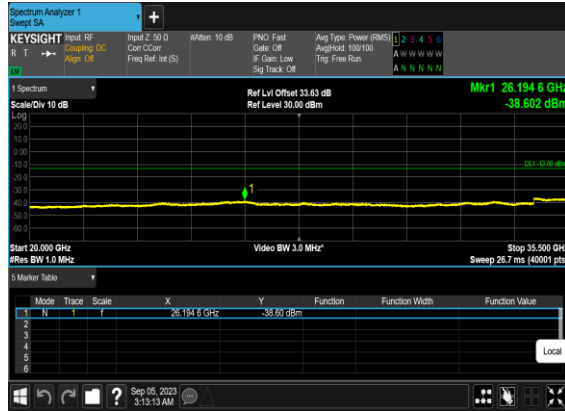 Spectrum Analyzer 1
Swept SA
+
KEYSIGHT Input: RF Input Z: 50 Ω #Atten: 10 dB PNO: Fast Avg Type: Power (RMS) 1 2 3 4 5 6
R T Coupling: DC Corr CCorr Gate: Off Avg|Hold: 100/100 A W W W W W
Align: Off Freq Ref: Int (S) IF Gain: Low Trig: Free Run
Sig Track: Off A N N N N N
1 Spectrum Ref Lvl Offset 33.63 dB Mkr1 26.194 6 GHz
Scale/Div 10 dB Ref Level 30.00 dBm -38.602 dBm
Log
20.0
10.0
0.00
-10.0
DL1 -13.00 dBm
-20.0
-30.0
1
-40.0
-50.0
-60.0
Start 20.000 GHz Video BW 3.0 MHz* Stop 35.500 GHz
#Res BW 1.0 MHz Sweep 26.7 ms (40001 pts)
5 Marker Table
Mode Trace Scale X Y Function Function Width Function Value
1 N 1 f 26.194 6 GHz -38.60 dBm
2
3
4
5
6
Local
? Sep 05, 2023
3:13:13 AM